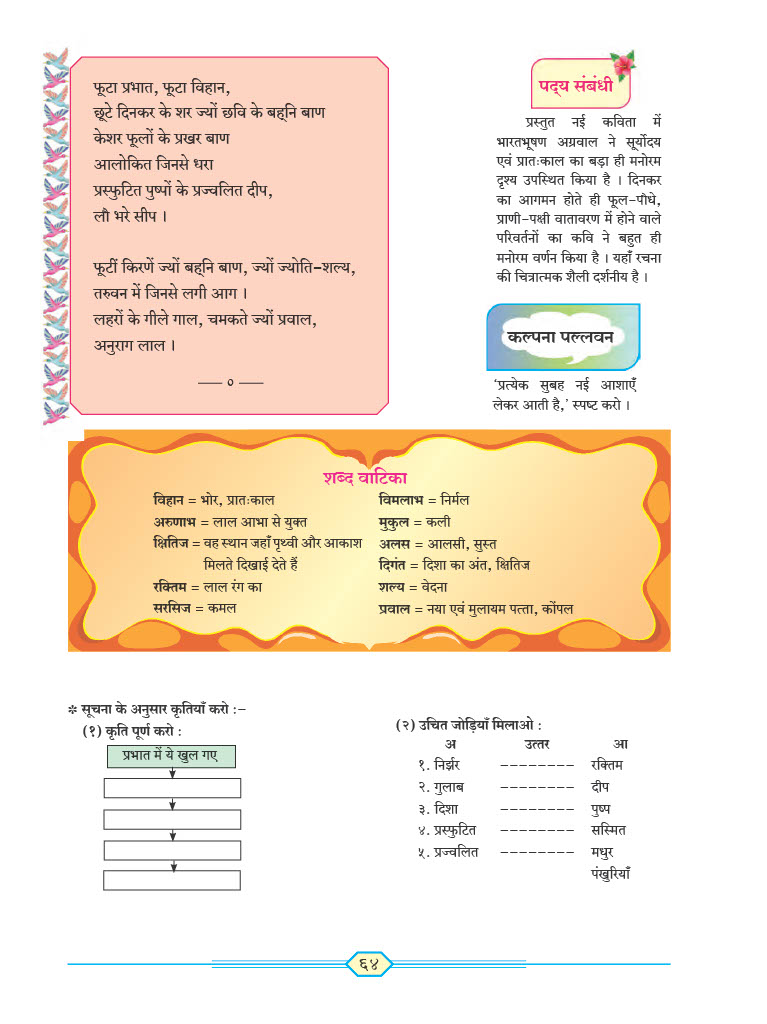 फूटा प्रभात, फूटा विहान,
छूटे दिनकर के शर ज्यों छवि के बह्‌नि बाण
केशर फूलों के प्रखर बाण
आलोकित जिनसे धरा
प्रस्फुटित पुष्पों के प्रज्वलित दीप,
लौ भरे सीप ।
फूटीं किरणें ज्यों बह्‌नि बाण, ज्यों ज्योति-शल्य,
तरुवन में जिनसे लगी आग ।
लहरों के गीले गाल, चमकते ज्यों प्रवाल,
अनुराग लाल ।
— ० —
पद्‌य संबंधी
प्रस्तुत नई कविता में
भारतभूषण अग्रवाल ने सूर्योदय
एवं प्रातःकाल का बड़ा ही मनोरम
दृश्य उपस्थित किया है । दिनकर
का आगमन होते ही फूल-पौधे,
प्राणी-पक्षी वातावरण में होने वाले
परिवर्तनों का कवि ने बहुत ही
मनोरम वर्णन किया है । यहाँ रचना
की चित्रात्मक शैली दर्शनीय है ।
कल्पना पल्लवन
‘प्रत्येक सुबह नई आशाएँ
लेकर आती है,’ स्पष्ट करो ।
शब्द वाटिका
विहान = भोर, प्रातःकाल
अरुणाभ = लाल आभा से युक्त
क्षितिज = वह स्थान जहाँ पृथ्वी और आकाश
मिलते दिखाई देते हैं
रक्तिम = लाल रंग का
सरसिज = कमल
विमलाभ = निर्मल
मुकुल = कली
अलस = आलसी, सुस्त
दिगंत = दिशा का अंत, क्षितिज
शल्य = वेदना
प्रवाल = नया एवं मुलायम पत्ता, कोंपल
* सूचना के अनुसार कृतियाँ करो :-
(१) कृति पूर्ण करो :
प्रभात में ये खुल गए
(२) उचित जोड़ियाँ मिलाओ :
अ उत्तर आ
१. निर्झर -------- रक्तिम
२. गुलाब -------- दीप
३. दिशा -------- पुष्प
४. प्रस्फुटित -------- सस्मित
५. प्रज्वलित -------- मधुर
पंखुरियाँ
६४